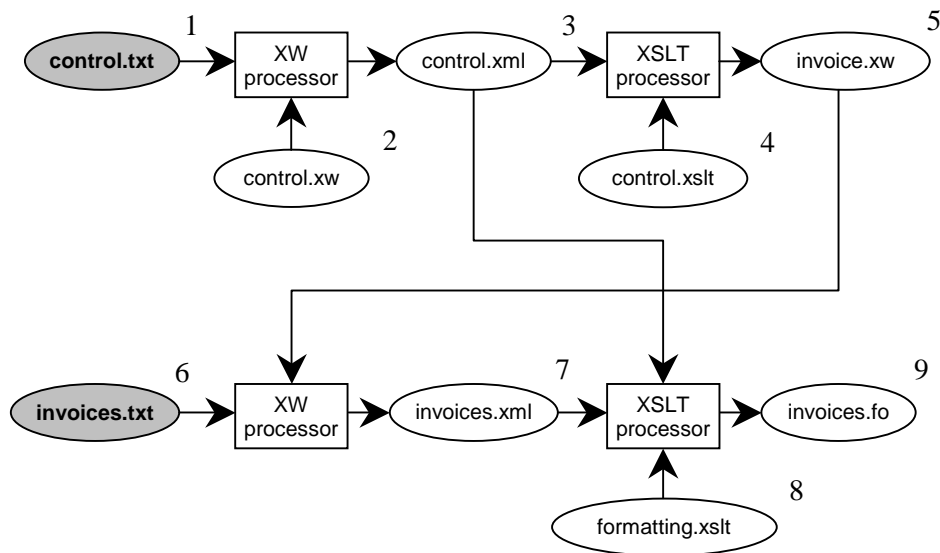 1
3
5
control.txt
XW
processor
control.xml
XSLT
processor
invoice.xw
2
4
control.xw
control.xslt
6
7
9
invoices.txt
XW
processor
invoices.xml
XSLT
processor
invoices.fo
8
formatting.xslt